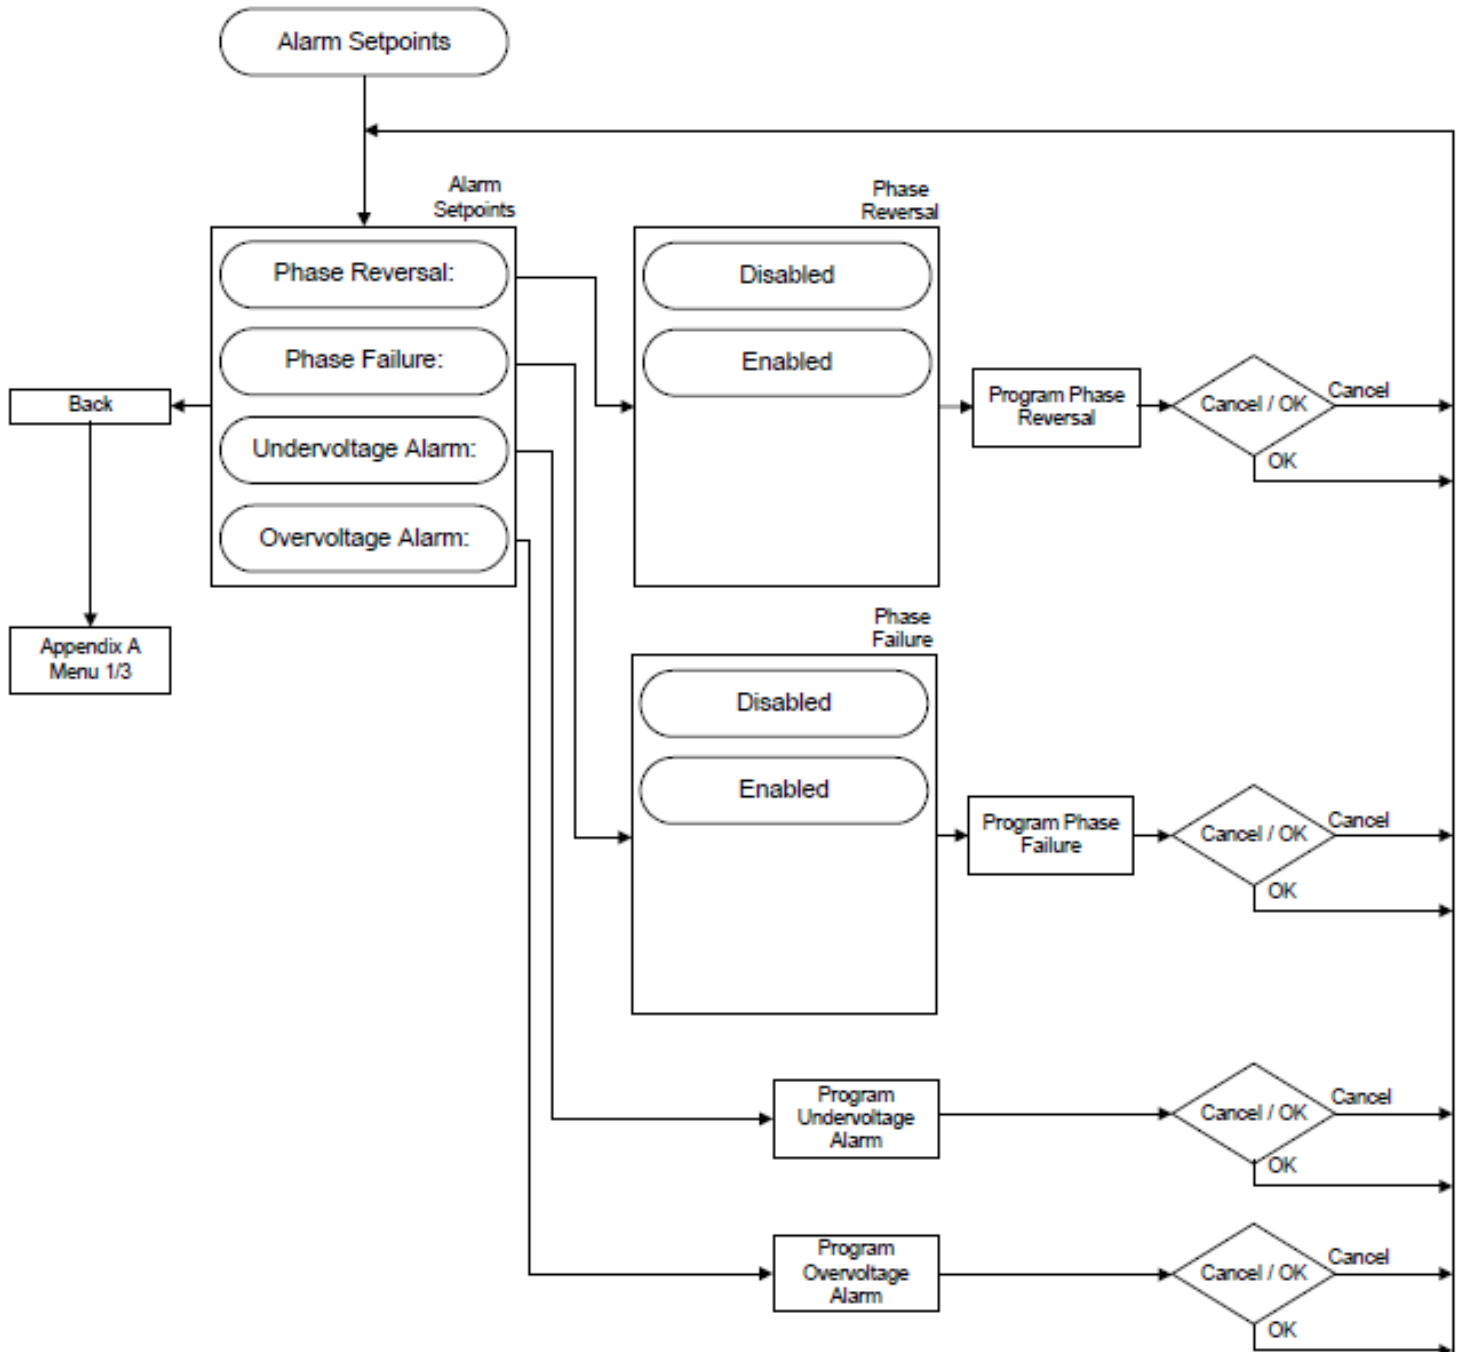 Alarm Setpoints
Alarm
Setpoints
Phase Reversal:
Phase Failure:
Undervoltage Alarm:
Overvoltage Alarm:
Back
Appendix A
Menu 1/3
Phase
Reversal
Disabled
Enabled
Program Phase
Reversal
Cancel / OK
Cancel
OK
Phase
Failure
Disabled
Enabled
Program Phase
Failure
Cancel / OK
Cancel
OK
Program
Undervoltage
Alarm
Cancel / OK
Cancel
OK
Program
Overvoltage
Alarm
Cancel / OK
Cancel
OK